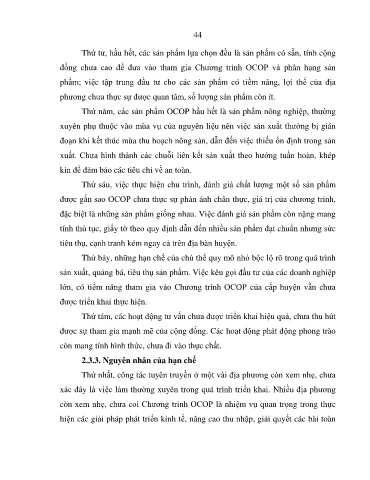 44
Thứ tư, hầu hết, các sản phẩm lựa chọn đều là sản phẩm có sẵn, tính cộng
đồng chưa cao để đưa vào tham gia Chương trình OCOP và phân hạng sản
phẩm; việc tập trung đầu tư cho các sản phẩm có tiềm năng, lợi thế của địa
phương chưa thực sự được quan tâm, số lượng sản phẩm còn ít.
Thứ năm, các sản phẩm OCOP hầu hết là sản phẩm nông nghiệp, thường
xuyên phụ thuộc vào mùa vụ của nguyên liệu nên việc sản xuất thường bị gián
đoạn khi kết thúc mùa thu hoạch nông sản, dẫn đến việc thiếu ổn định trong sản
xuất. Chưa hình thành các chuỗi liên kết sản xuất theo hướng tuần hoàn, khép
kín để đảm bảo các tiêu chí về an toàn.
Thứ sáu, việc thực hiện chu trình, đánh giá chất lượng một số sản phẩm
được gắn sao OCOP chưa thực sự phản ánh chân thực, giá trị của chương trình,
đặc biệt là những sản phẩm giống nhau. Việc đánh giá sản phẩm còn nặng mang
tính thủ tục, giấy tờ theo quy định dẫn đến nhiều sản phẩm đạt chuẩn nhưng sức
tiêu thụ, cạnh tranh kém ngay cả trên địa bàn huyện.
Thứ bảy, những hạn chế của chủ thể quy mô nhỏ bộc lộ rõ trong quá trình
sản xuất, quảng bá, tiêu thụ sản phẩm. Việc kêu gọi đầu tư của các doanh nghiệp
lớn, có tiềm năng tham gia vào Chương trình OCOP của cấp huyện vẫn chưa
được triển khai thực hiện.
Thứ tám, các hoạt động tư vấn chưa được triển khai hiệu quả, chưa thu hút
được sự tham gia mạnh mẽ của cộng đồng. Các hoạt động phát động phong trào
còn mang tính hình thức, chưa đi vào thực chất.
2.3.3. Nguyên nhân của hạn chế
Thứ nhất, công tác tuyên truyền ở một vài địa phương còn xem nhẹ, chưa
xác đây là việc làm thường xuyên trong quá trình triển khai. Nhiều địa phương
còn xem nhẹ, chưa coi Chương trình OCOP là nhiệm vụ quan trọng trong thực
hiện các giải pháp phát triển kinh tế, nâng cao thu nhập, giải quyết các bài toán